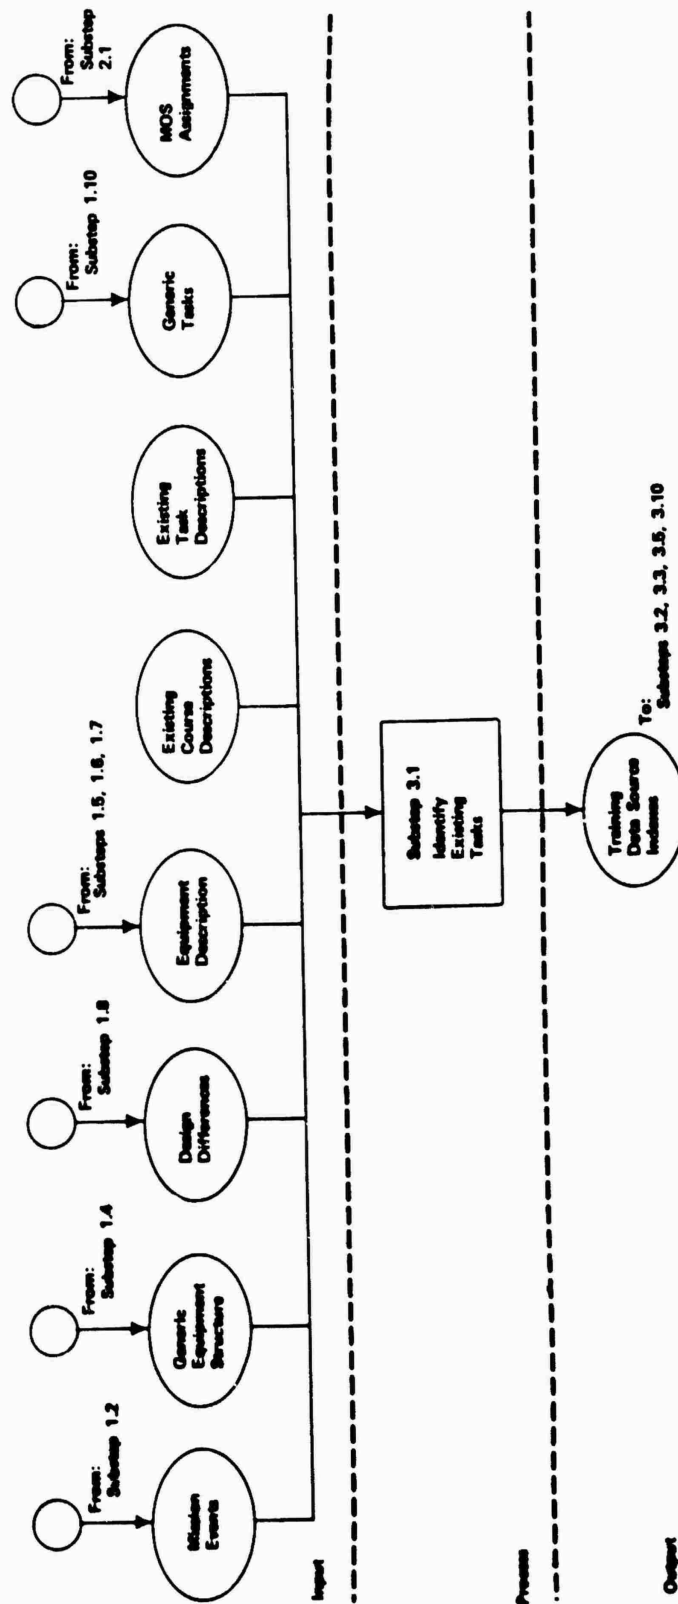 From:
Substep 1.2
Mission
Events
From:
Substep 1.4
Generic
Equipment
Structure
From:
Substep 1.8
Design
Differences
From:
Substeps 1.5, 1.6, 1.7
Equipment
Description
Existing
Course
Descriptions
Existing
Task
Descriptions
From:
Substep 1.10
Generic
Tasks
From:
Substep
2.1
MOS
Assignments
Input
Substep 3.1
Identify
Existing
Tasks
Process
Training
Data Source
Indexes
To:
Substeps 3.2, 3.3, 3.5, 3.10
Output